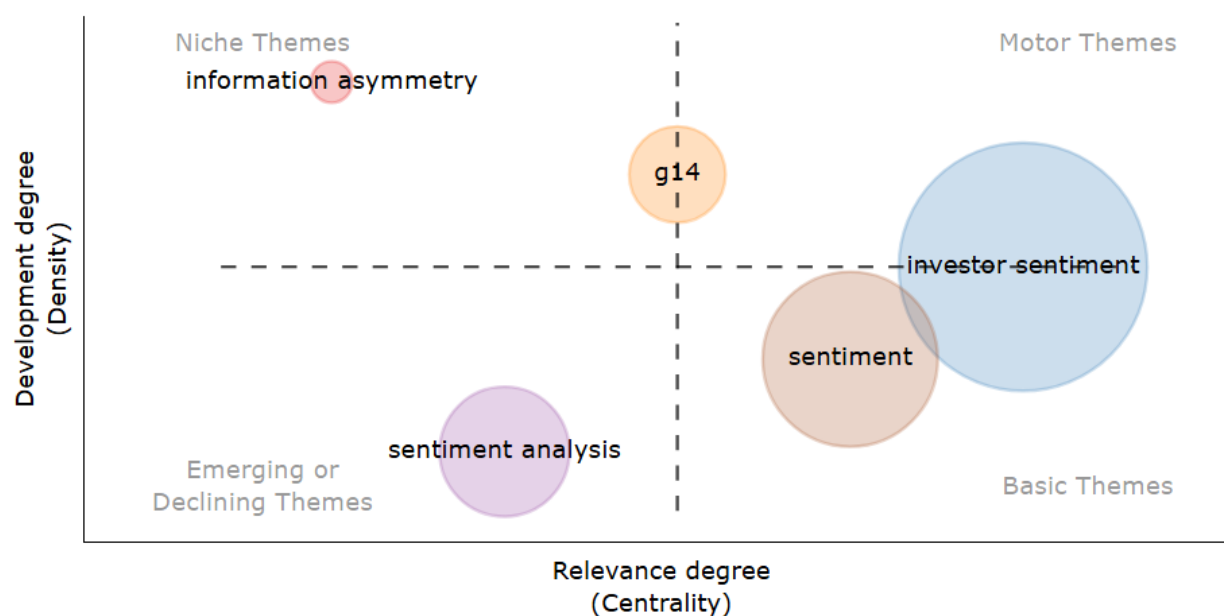 Niche Themes
Motor Themes
information asymmetry
g14
investor sentiment
sentiment
sentiment analysis
Emerging or
Declining Themes
Basic Themes
Development degree
(Density)
Relevance degree
(Centrality)